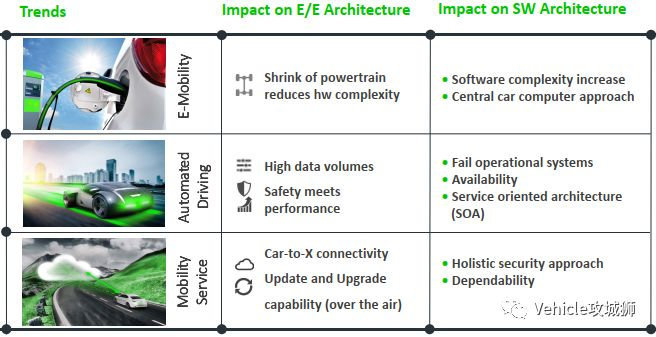 Trends
Impact on E/E Architecture
Impact on SW Architecture
E-Mobility
Shrink of powertrain
reduces hw complexity
Software complexity increase
Central car computer approach
Automated
Driving
High data volumes
Safety meets
performance
Fail operational systems
Availability
Service oriented architecture
(SOA)
Mobility
Service
Car-to-X connectivity
Update and Upgrade
capability (over the air)
Holistic security approach
Dependability
Vehicle攻城狮